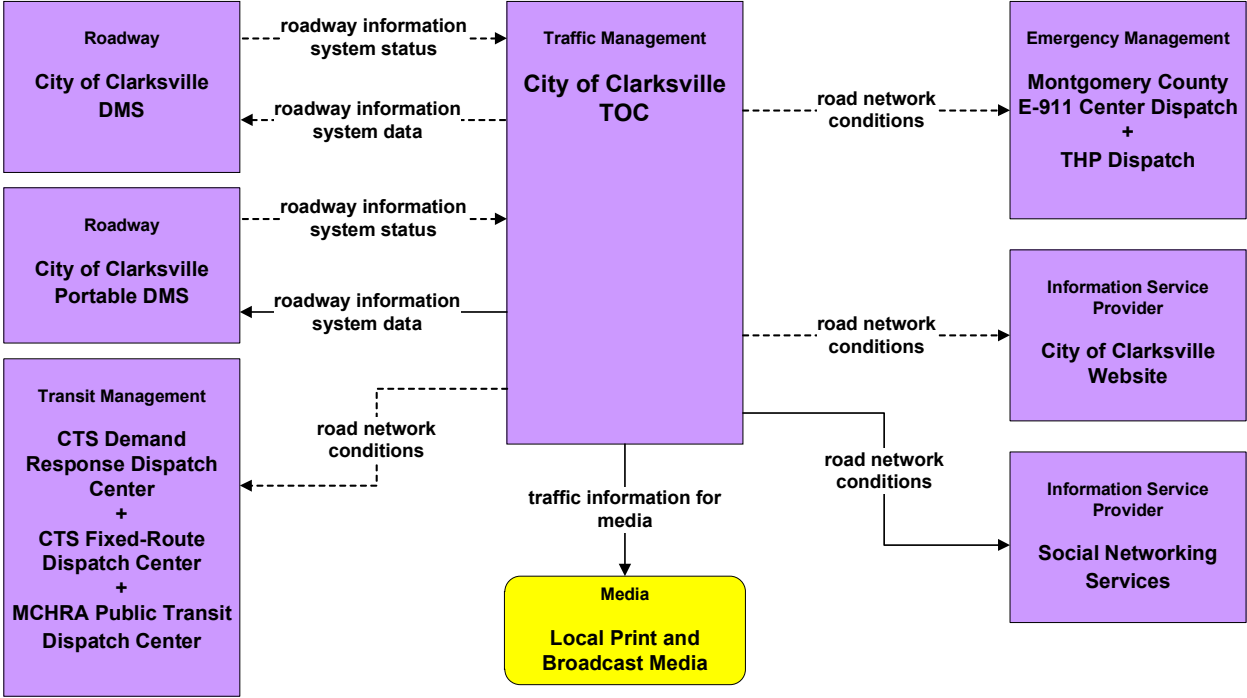 Roadway
City of Clarksville
DMS
roadway information
system status
roadway information
system data
Roadway
City of Clarksville
Portable DMS
roadway information
system status
roadway information
system data
Transit Management
CTS Demand
Response Dispatch
Center
+
CTS Fixed-Route
Dispatch Center
+
MCHRA Public Transit
Dispatch Center
road network
conditions
Traffic Management
City of Clarksville
TOC
traffic information for
media
Media
Local Print and
Broadcast Media
road network
conditions
Emergency Management
Montgomery County
E-911 Center Dispatch
+
THP Dispatch
road network
conditions
Information Service
Provider
City of Clarksville
Website
road network
conditions
Information Service
Provider
Social Networking
Services